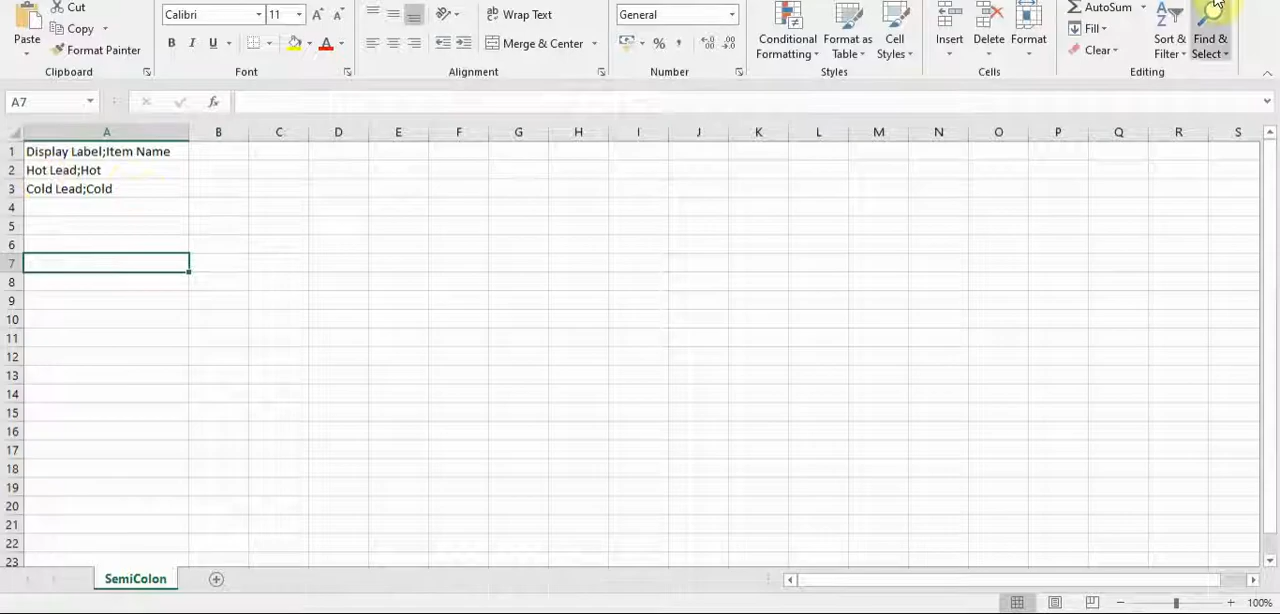 Cut
Calibri 11 Wrap Text General AutoSum
Copy Fill
Paste Format Painter B I U Merge & Center % Conditional Formatting Format as Table Cell Styles Insert Delete Format Clear Sort & Filter Find & Select
Clipboard Font Alignment Number Styles Cells Editing
A7 fx
A B C D E F G H I J K L M N O P Q R S
1 Display Label;Item Name
2 Hot Lead;Hot
3 Cold Lead;Cold
4
5
6
7
8
9
10
11
12
13
14
15
16
17
18
19
20
21
22
23
SemiColon
100%